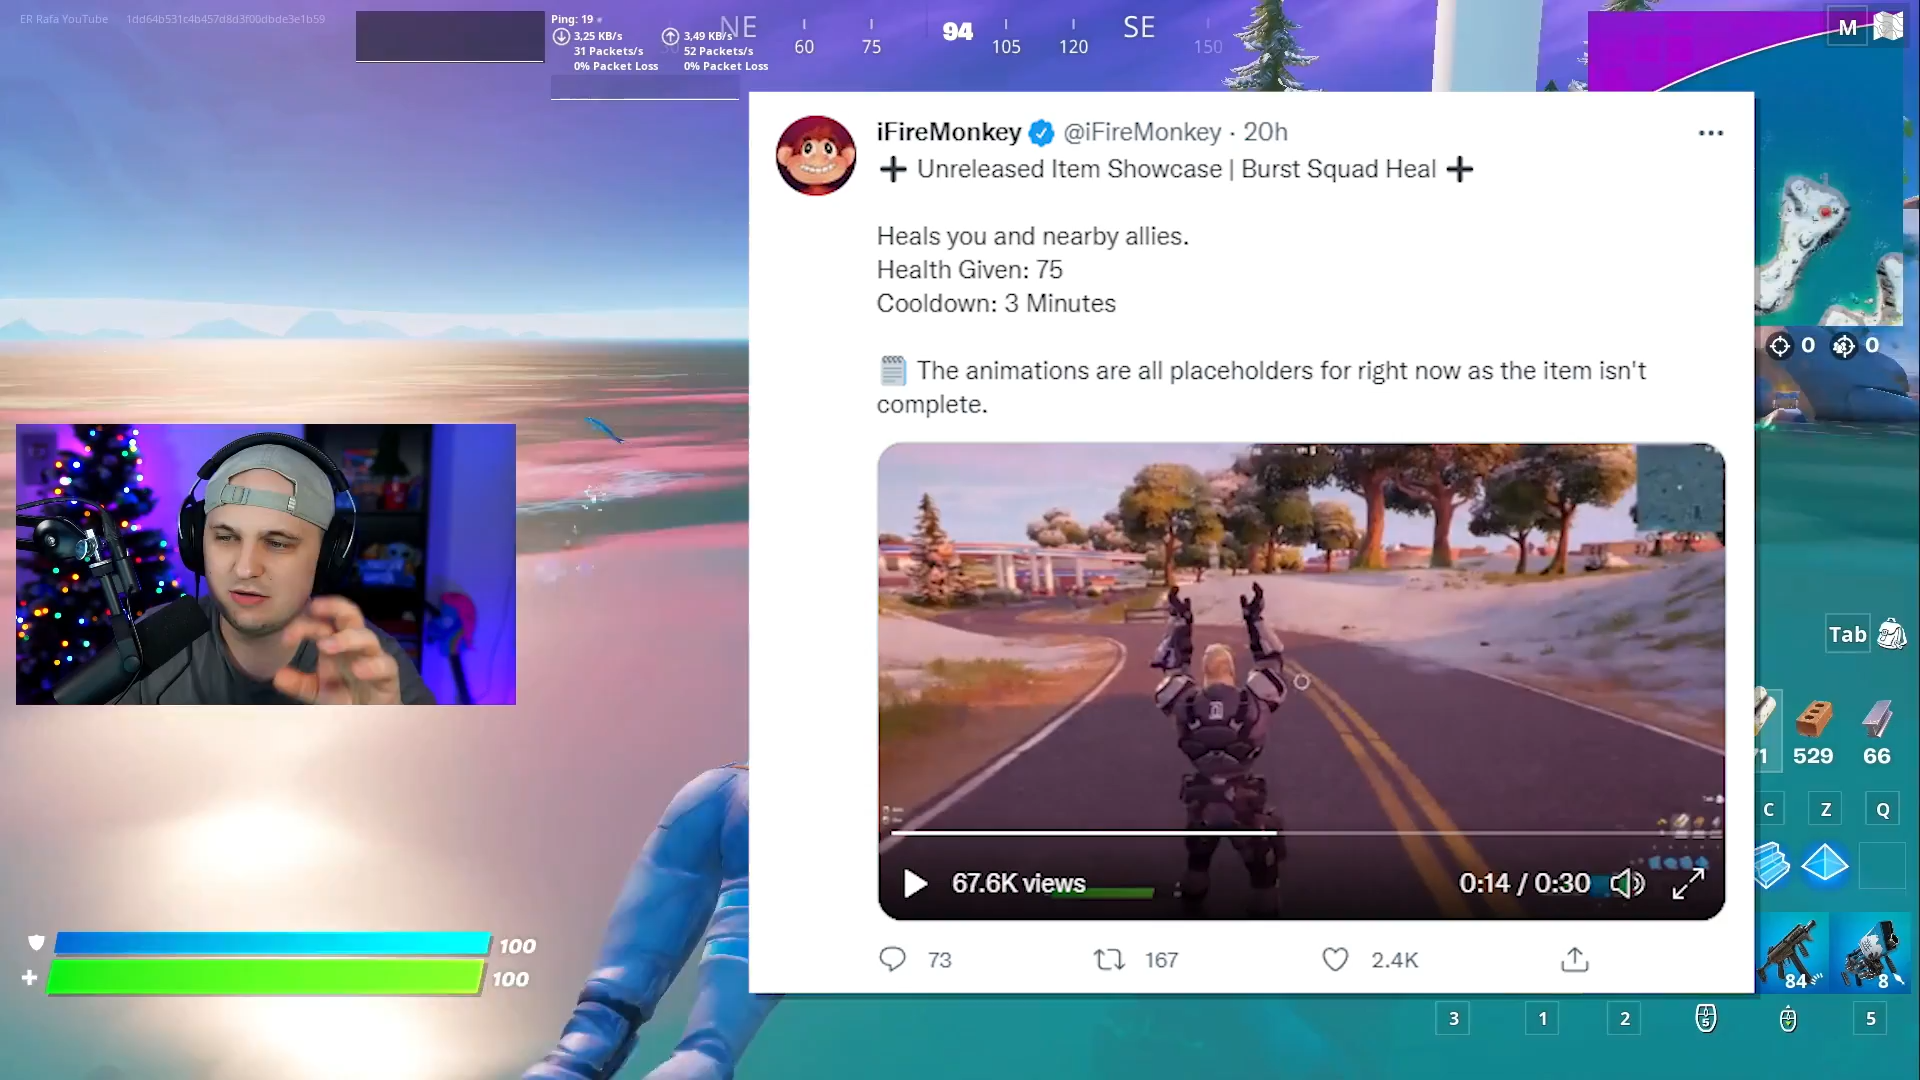 ER Rafa YouTube 1dd64b531c4b457d8d3f00dbde3e1b59
Ping: 19
3,25 KB/s 3,49 KB/s
31 Packets/s 52 Packets/s
0% Packet Loss 0% Packet Loss
NE 60 75 94 105 120 SE 150
M
iFireMonkey @iFireMonkey · 20h
Unreleased Item Showcase | Burst Squad Heal
Heals you and nearby allies.
Health Given: 75
Cooldown: 3 Minutes
The animations are all placeholders for right now as the item isn't
complete.
67.6K views 0:14 / 0:30
73 167 2.4K
0 0
Tab
71 529 66
C Z Q
84 8
100
100
3 1 2 5 5